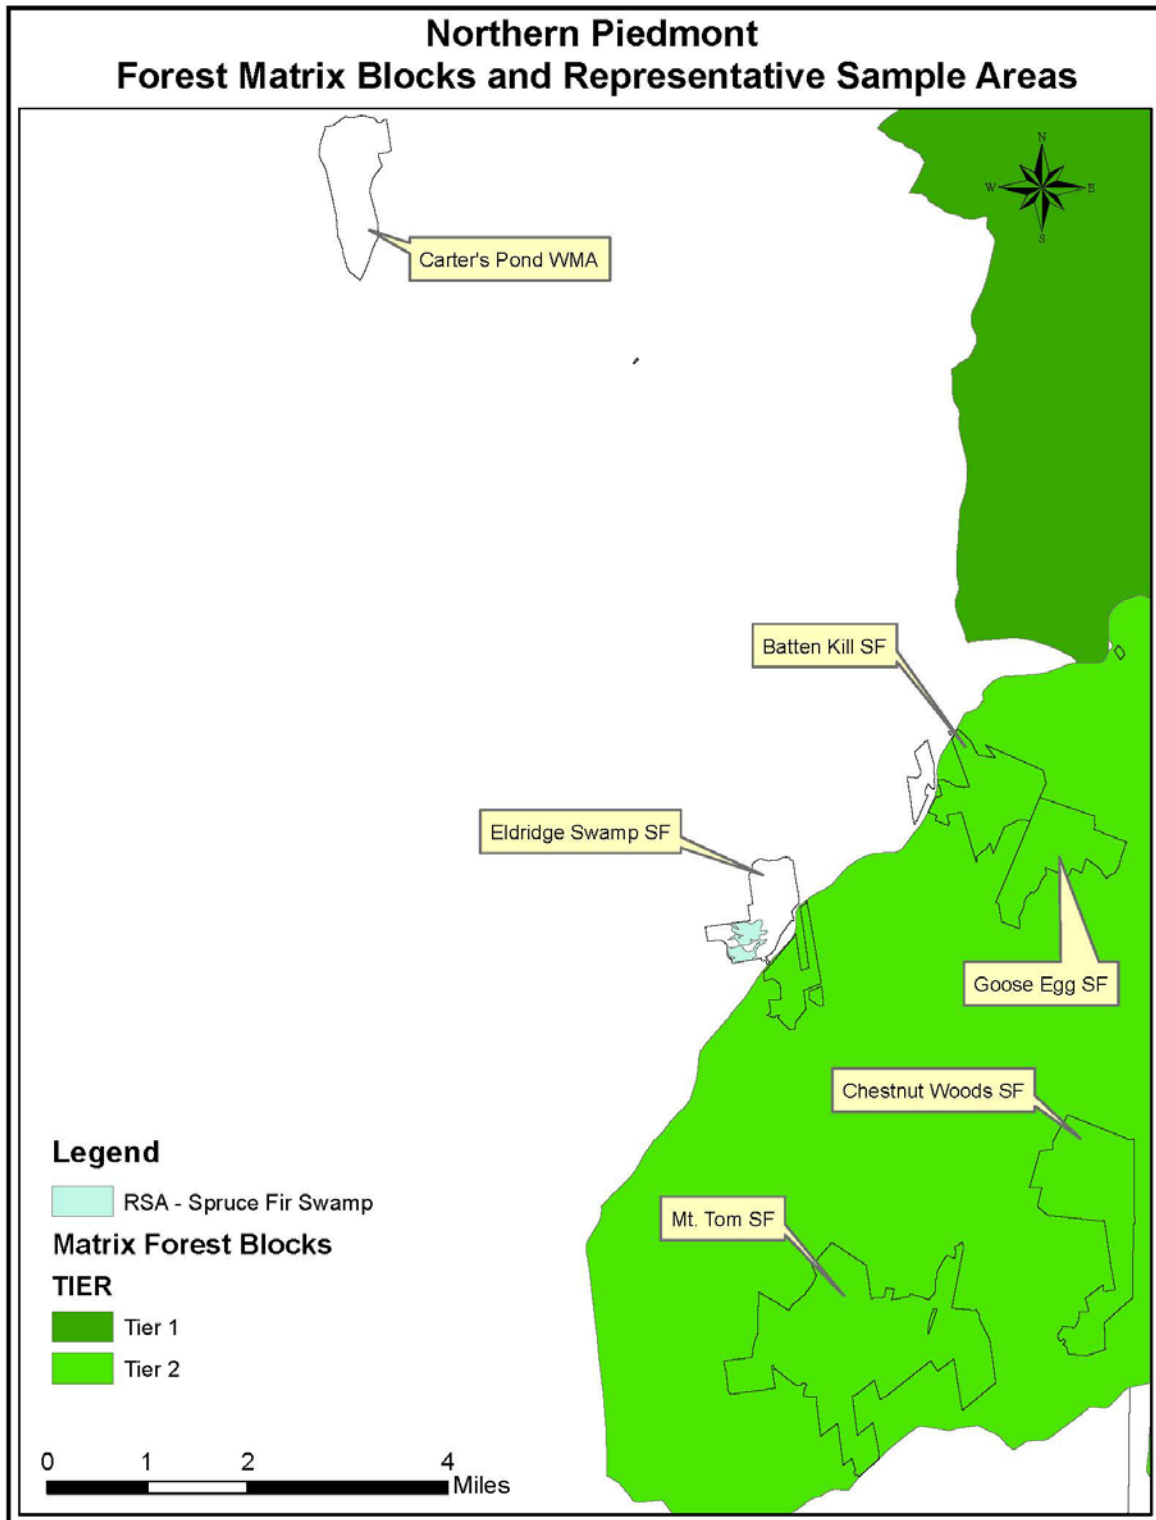 Northern Piedmont
Forest Matrix Blocks and Representative Sample Areas
N
W E
S
Carter's Pond WMA
Batten Kill SF
Eldridge Swamp SF
Goose Egg SF
Chestnut Woods SF
Mt. Tom SF
Legend
RSA - Spruce Fir Swamp
Matrix Forest Blocks
TIER
Tier 1
Tier 2
0 1 2 4
Miles